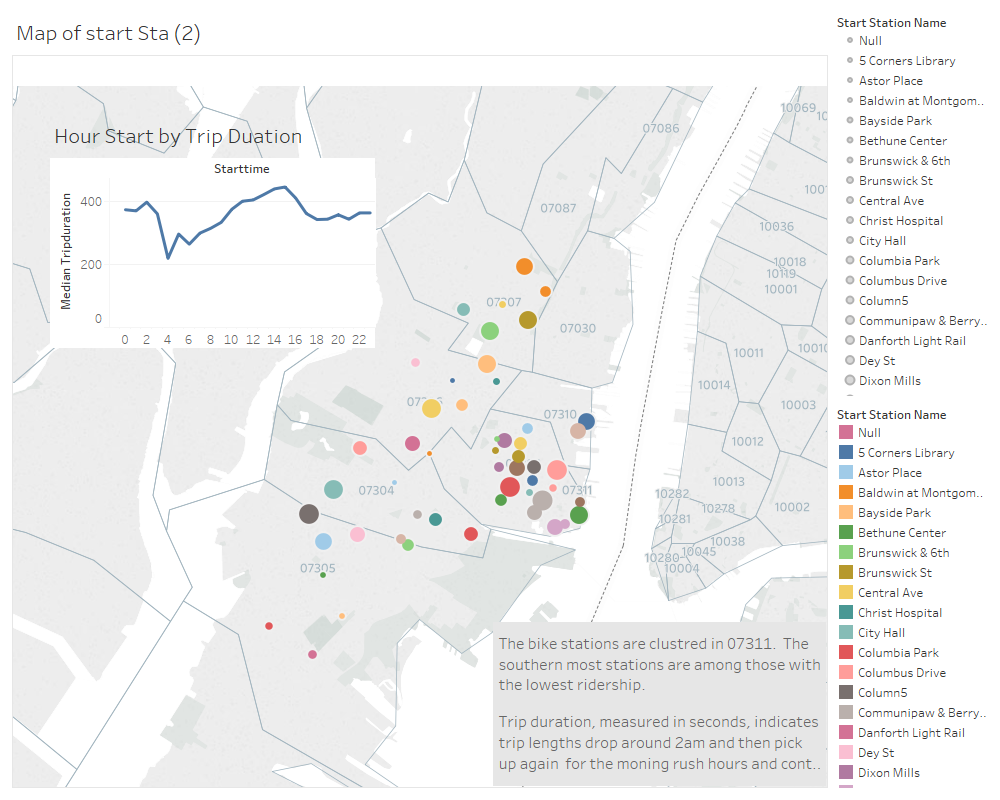 Map of start Sta (2)
Hour Start by Trip Duation
Starttime
Median Tripduration
400
200
0
0 2 4 6 8 10 12 14 16 18 20 22
07086
07087
07030
07310
07311
07304
07305
10069
10036
10018
10119
10001
10011
10014
10003
10012
10013
10002
10282
10278
10281
10038
10045
10280
10004
The bike stations are clustred in 07311. The
southern most stations are among those with
the lowest ridership.
Trip duration, measured in seconds, indicates
trip lengths drop around 2am and then pick
up again for the moning rush hours and cont..
Start Station Name
Null
5 Corners Library
Astor Place
Baldwin at Montgom..
Bayside Park
Bethune Center
Brunswick & 6th
Brunswick St
Central Ave
Christ Hospital
City Hall
Columbia Park
Columbus Drive
Column5
Communipaw & Berry..
Danforth Light Rail
Dey St
Dixon Mills
Start Station Name
Null
5 Corners Library
Astor Place
Baldwin at Montgom..
Bayside Park
Bethune Center
Brunswick & 6th
Brunswick St
Central Ave
Christ Hospital
City Hall
Columbia Park
Columbus Drive
Column5
Communipaw & Berry..
Danforth Light Rail
Dey St
Dixon Mills